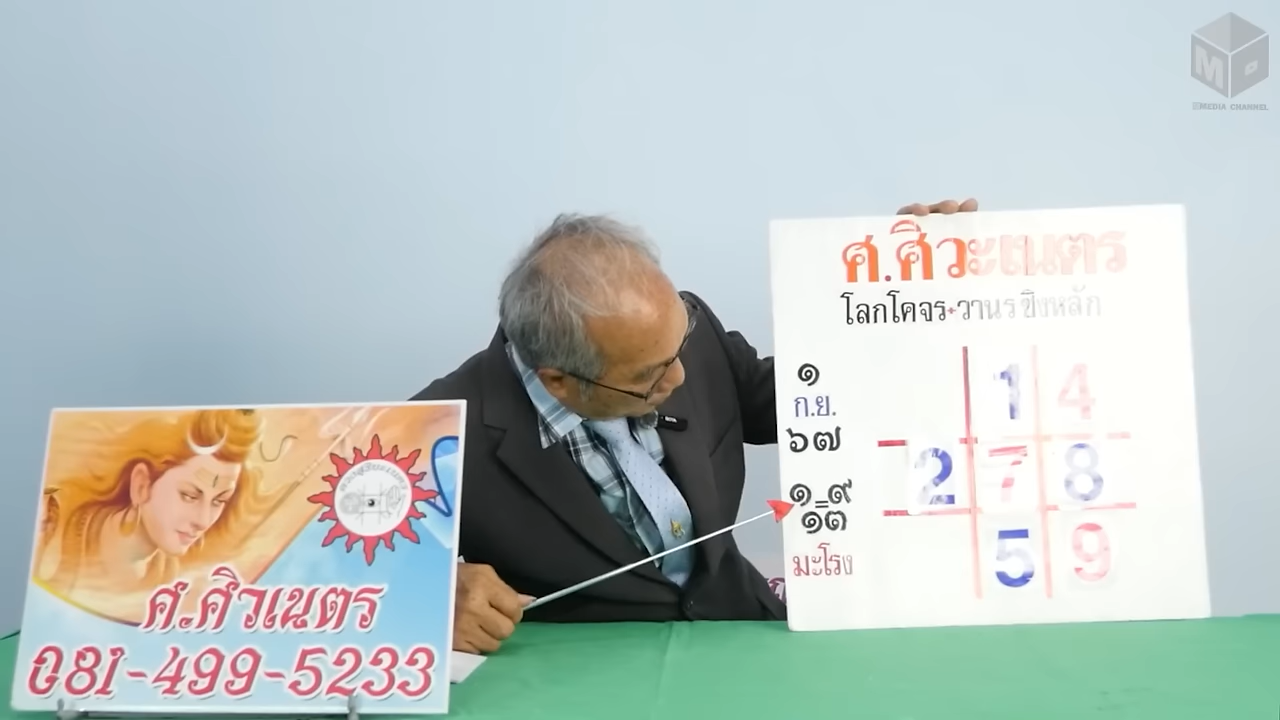 MEDIA CHANNEL
ศ.ศิวะเนตร
โลกโคจร-วานรชิงหลัก
๑
ก.ย.
๖๗
๑_๙
๑๓
มะโรง
1 4
2 7 8
5 9
ศ.ศิวเนตร
081-499-5233